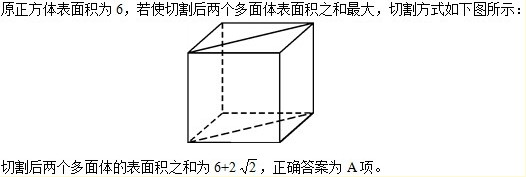 原正方体表面积为 6，若使切割后两个多面体表面积之和最大，切割方式如下图所示：
切割后两个多面体的表面积之和为 6+2√2，正确答案为 A 项。